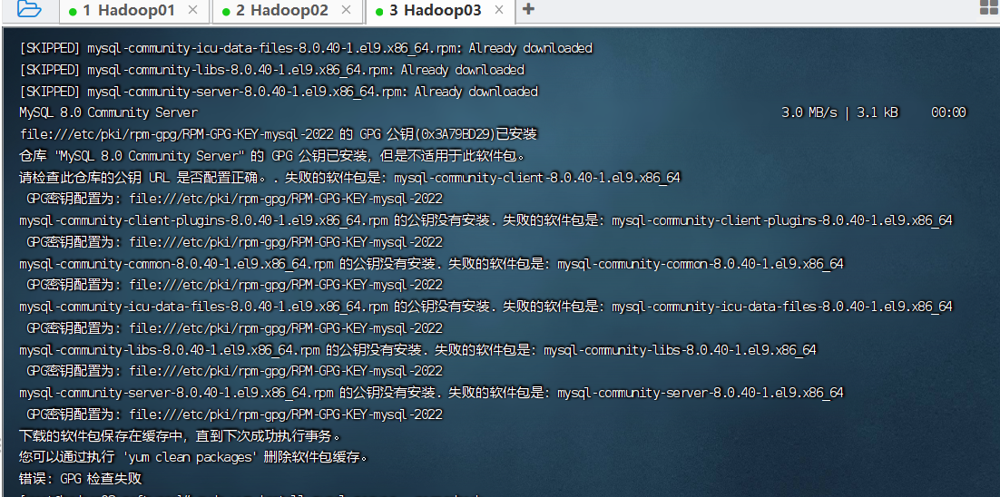 1 Hadoop01 × 2 Hadoop02 × 3 Hadoop03 × +
[SKIPPED] mysql-community-icu-data-files-8.0.40-1.el9.x86_64.rpm: Already downloaded
[SKIPPED] mysql-community-libs-8.0.40-1.el9.x86_64.rpm: Already downloaded
[SKIPPED] mysql-community-server-8.0.40-1.el9.x86_64.rpm: Already downloaded
MySQL 8.0 Community Server 3.0 MB/s | 3.1 kB 00:00
file:///etc/pki/rpm-gpg/RPM-GPG-KEY-mysql-2022 的 GPG 公钥(0x3A79BD29)已安装
仓库 "MySQL 8.0 Community Server" 的 GPG 公钥已安装，但是不适用于此软件包。
请检查此仓库的公钥 URL 是否配置正确。. 失败的软件包是：mysql-community-client-8.0.40-1.el9.x86_64
GPG密钥配置为：file:///etc/pki/rpm-gpg/RPM-GPG-KEY-mysql-2022
mysql-community-client-plugins-8.0.40-1.el9.x86_64.rpm 的公钥没有安装. 失败的软件包是：mysql-community-client-plugins-8.0.40-1.el9.x86_64
GPG密钥配置为：file:///etc/pki/rpm-gpg/RPM-GPG-KEY-mysql-2022
mysql-community-common-8.0.40-1.el9.x86_64.rpm 的公钥没有安装. 失败的软件包是：mysql-community-common-8.0.40-1.el9.x86_64
GPG密钥配置为：file:///etc/pki/rpm-gpg/RPM-GPG-KEY-mysql-2022
mysql-community-icu-data-files-8.0.40-1.el9.x86_64.rpm 的公钥没有安装. 失败的软件包是：mysql-community-icu-data-files-8.0.40-1.el9.x86_64
GPG密钥配置为：file:///etc/pki/rpm-gpg/RPM-GPG-KEY-mysql-2022
mysql-community-libs-8.0.40-1.el9.x86_64.rpm 的公钥没有安装. 失败的软件包是：mysql-community-libs-8.0.40-1.el9.x86_64
GPG密钥配置为：file:///etc/pki/rpm-gpg/RPM-GPG-KEY-mysql-2022
mysql-community-server-8.0.40-1.el9.x86_64.rpm 的公钥没有安装. 失败的软件包是：mysql-community-server-8.0.40-1.el9.x86_64
GPG密钥配置为：file:///etc/pki/rpm-gpg/RPM-GPG-KEY-mysql-2022
下载的软件包保存在缓存中，直到下次成功执行事务。
您可以通过执行 'yum clean packages' 删除软件包缓存。
错误：GPG 检查失败